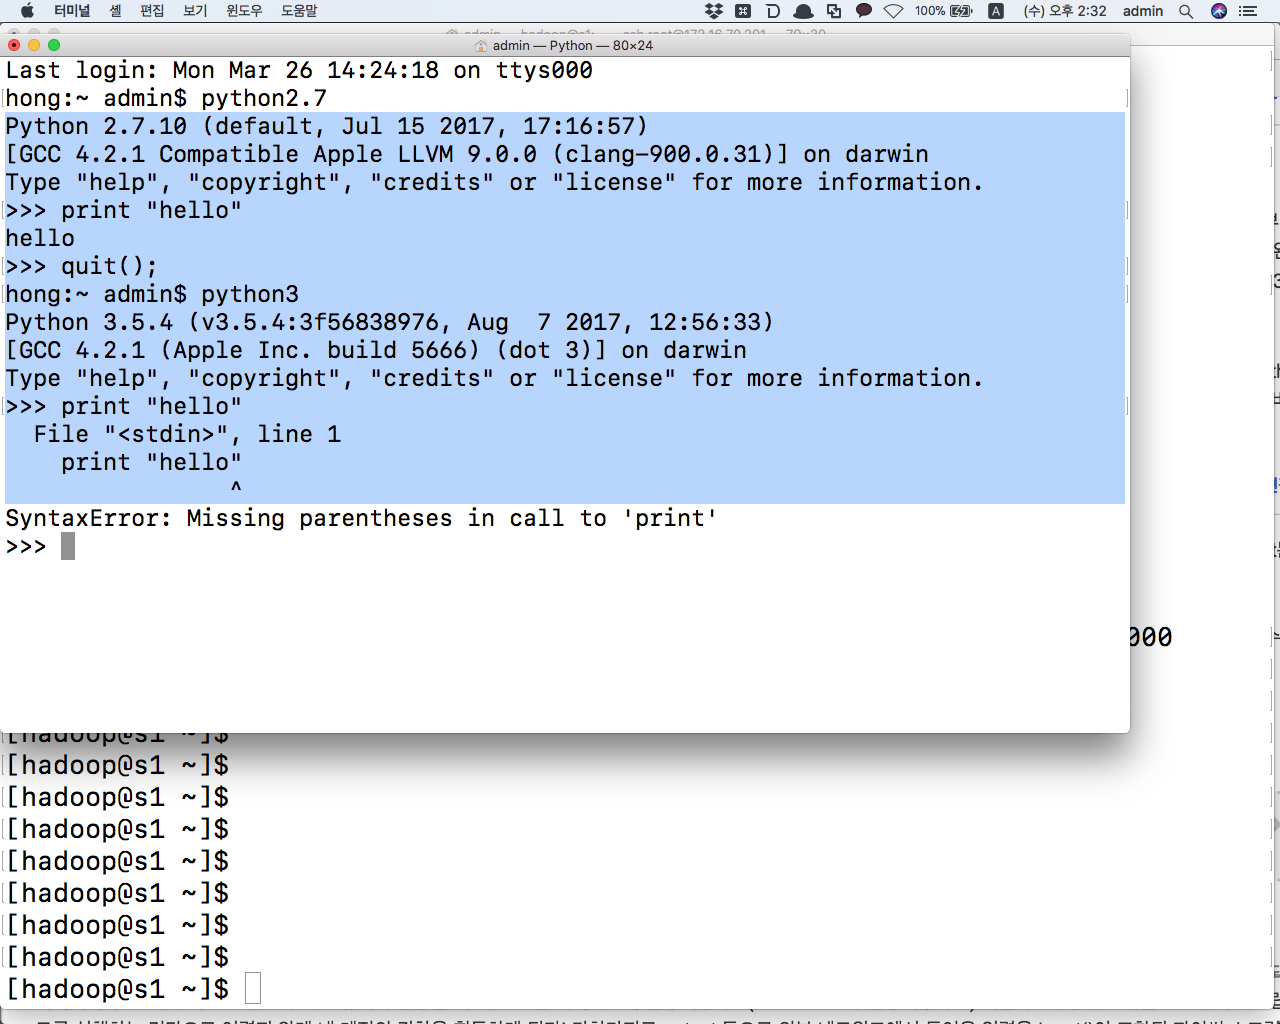 터미널 셸 편집 보기 윈도우 도움말
100% A (수) 오후 2:32 admin
admin — Python — 80×24
Last login: Mon Mar 26 14:24:18 on ttys000
hong:~ admin$ python2.7
Python 2.7.10 (default, Jul 15 2017, 17:16:57)
[GCC 4.2.1 Compatible Apple LLVM 9.0.0 (clang-900.0.31)] on darwin
Type "help", "copyright", "credits" or "license" for more information.
>>> print "hello"
hello
>>> quit();
hong:~ admin$ python3
Python 3.5.4 (v3.5.4:3f56838976, Aug  7 2017, 12:56:33)
[GCC 4.2.1 (Apple Inc. build 5666) (dot 3)] on darwin
Type "help", "copyright", "credits" or "license" for more information.
>>> print "hello"
  File "<stdin>", line 1
    print "hello"
                ^
SyntaxError: Missing parentheses in call to 'print'
>>>
000
[hadoop@s1 ~]$
[hadoop@s1 ~]$
[hadoop@s1 ~]$
[hadoop@s1 ~]$
[hadoop@s1 ~]$
[hadoop@s1 ~]$
[hadoop@s1 ~]$
[hadoop@s1 ~]$
[hadoop@s1 ~]$